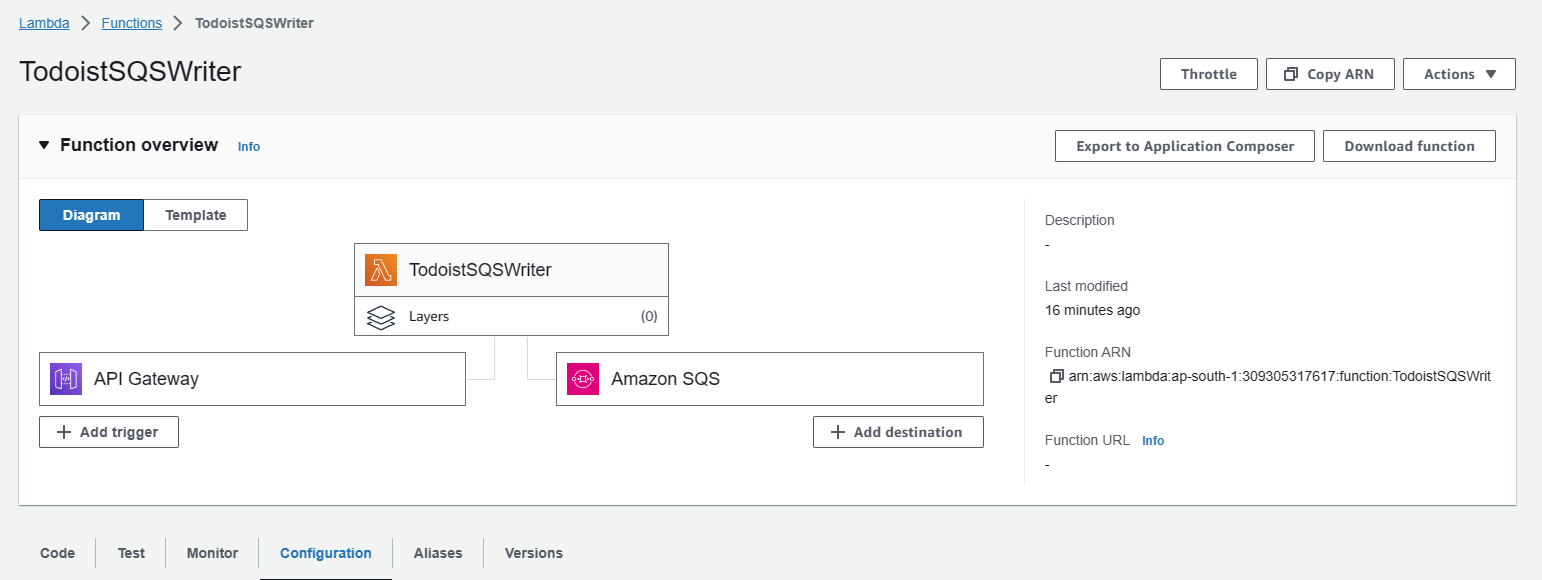 Lambda > Functions > TodoistSQSWriter
TodoistSQSWriter
Throttle
Copy ARN
Actions
Function overview
Info
Export to Application Composer
Download function
Diagram
Template
TodoistSQSWriter
Layers
(0)
API Gateway
Amazon SQS
Add trigger
Add destination
Description
-
Last modified
16 minutes ago
Function ARN
arn:aws:lambda:ap-south-1:309305317617:function:TodoistSQSWrit
er
Function URL
Info
-
Code
Test
Monitor
Configuration
Aliases
Versions